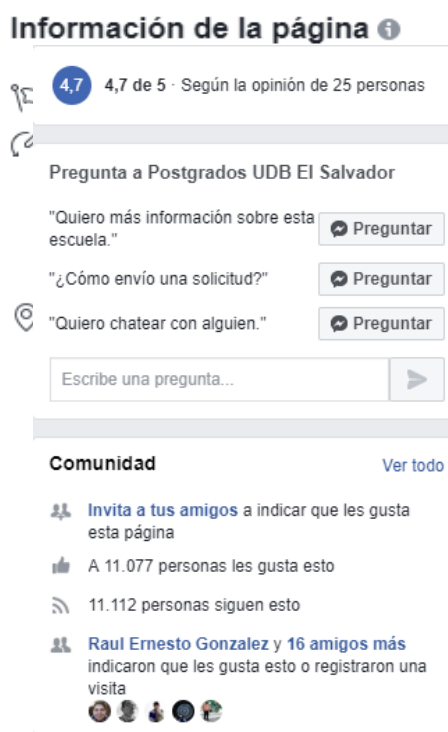 Información de la página
4,7 4,7 de 5 · Según la opinión de 25 personas
Pregunta a Postgrados UDB El Salvador
"Quiero más información sobre esta
escuela."
Preguntar
"¿Cómo envío una solicitud?" Preguntar
"Quiero chatear con alguien." Preguntar
Escribe una pregunta...
Comunidad Ver todo
Invita a tus amigos a indicar que les gusta
esta página
A 11.077 personas les gusta esto
11.112 personas siguen esto
Raul Ernesto Gonzalez y 16 amigos más
indicaron que les gusta esto o registraron una
visita